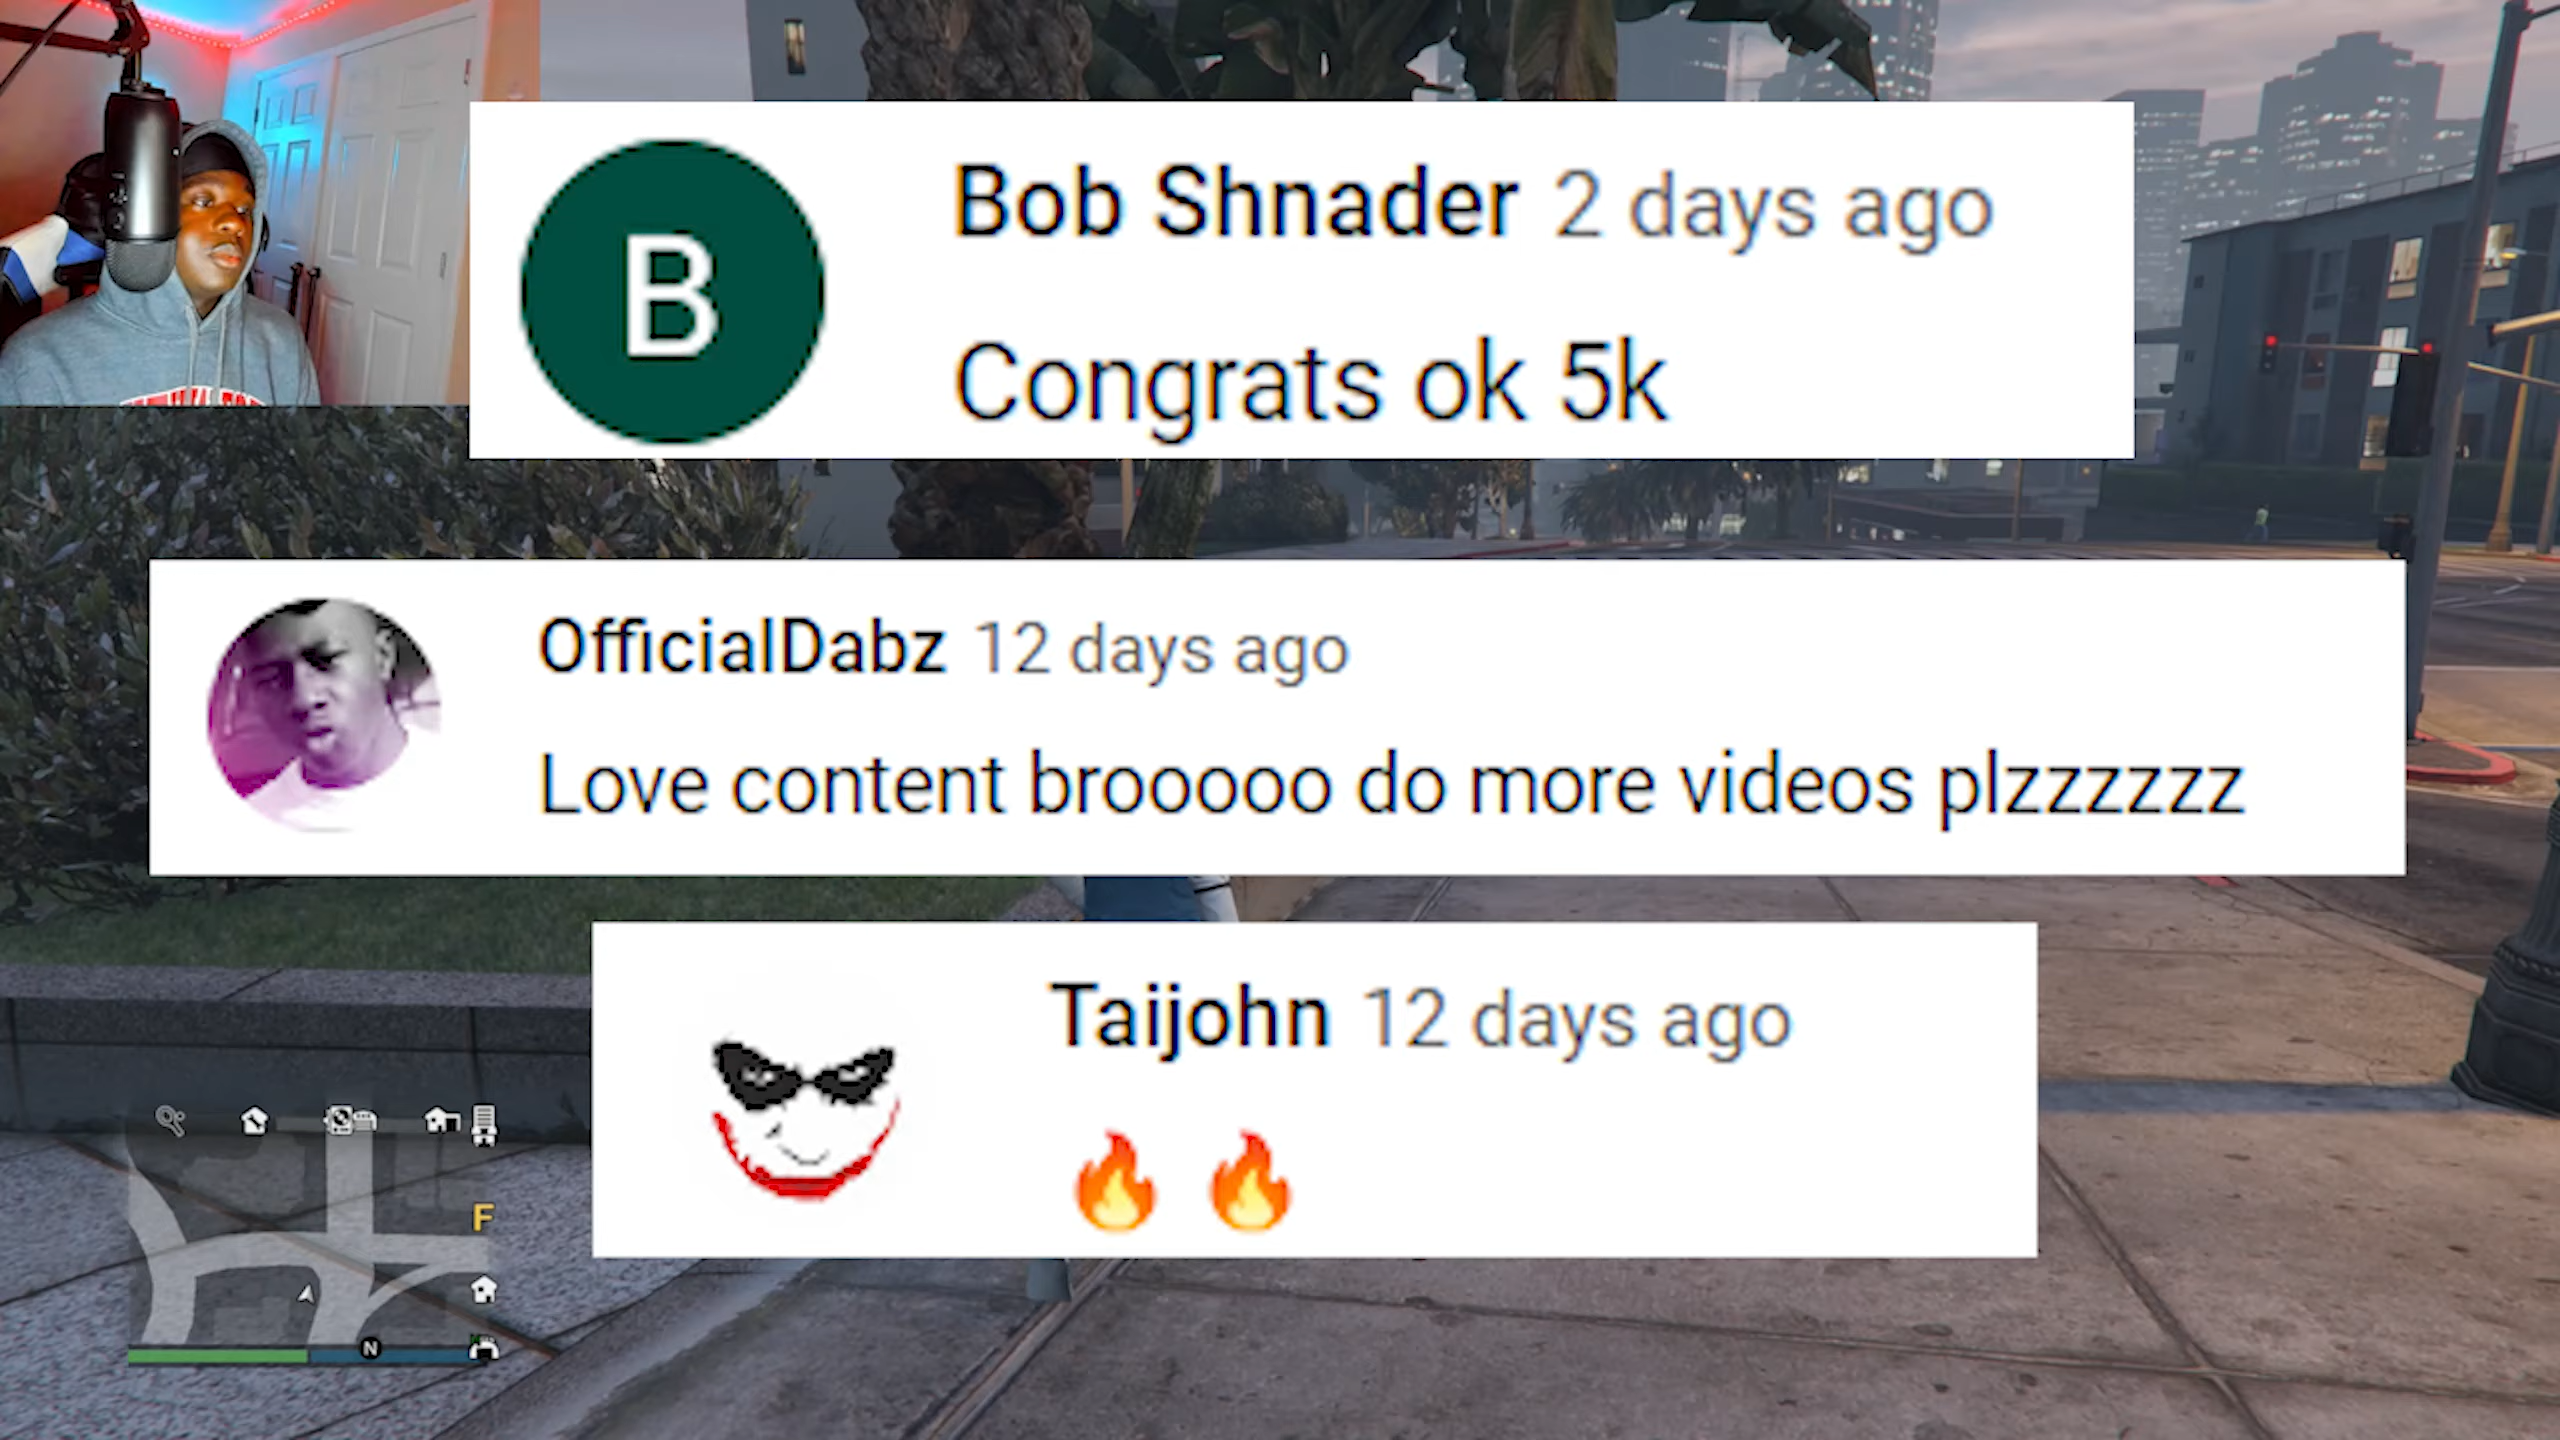 B
Bob Shnader 2 days ago
Congrats ok 5k
OfficialDabz 12 days ago
Love content brooooo do more videos plzzzzzz
Taijohn 12 days ago
🔥 🔥
F
N